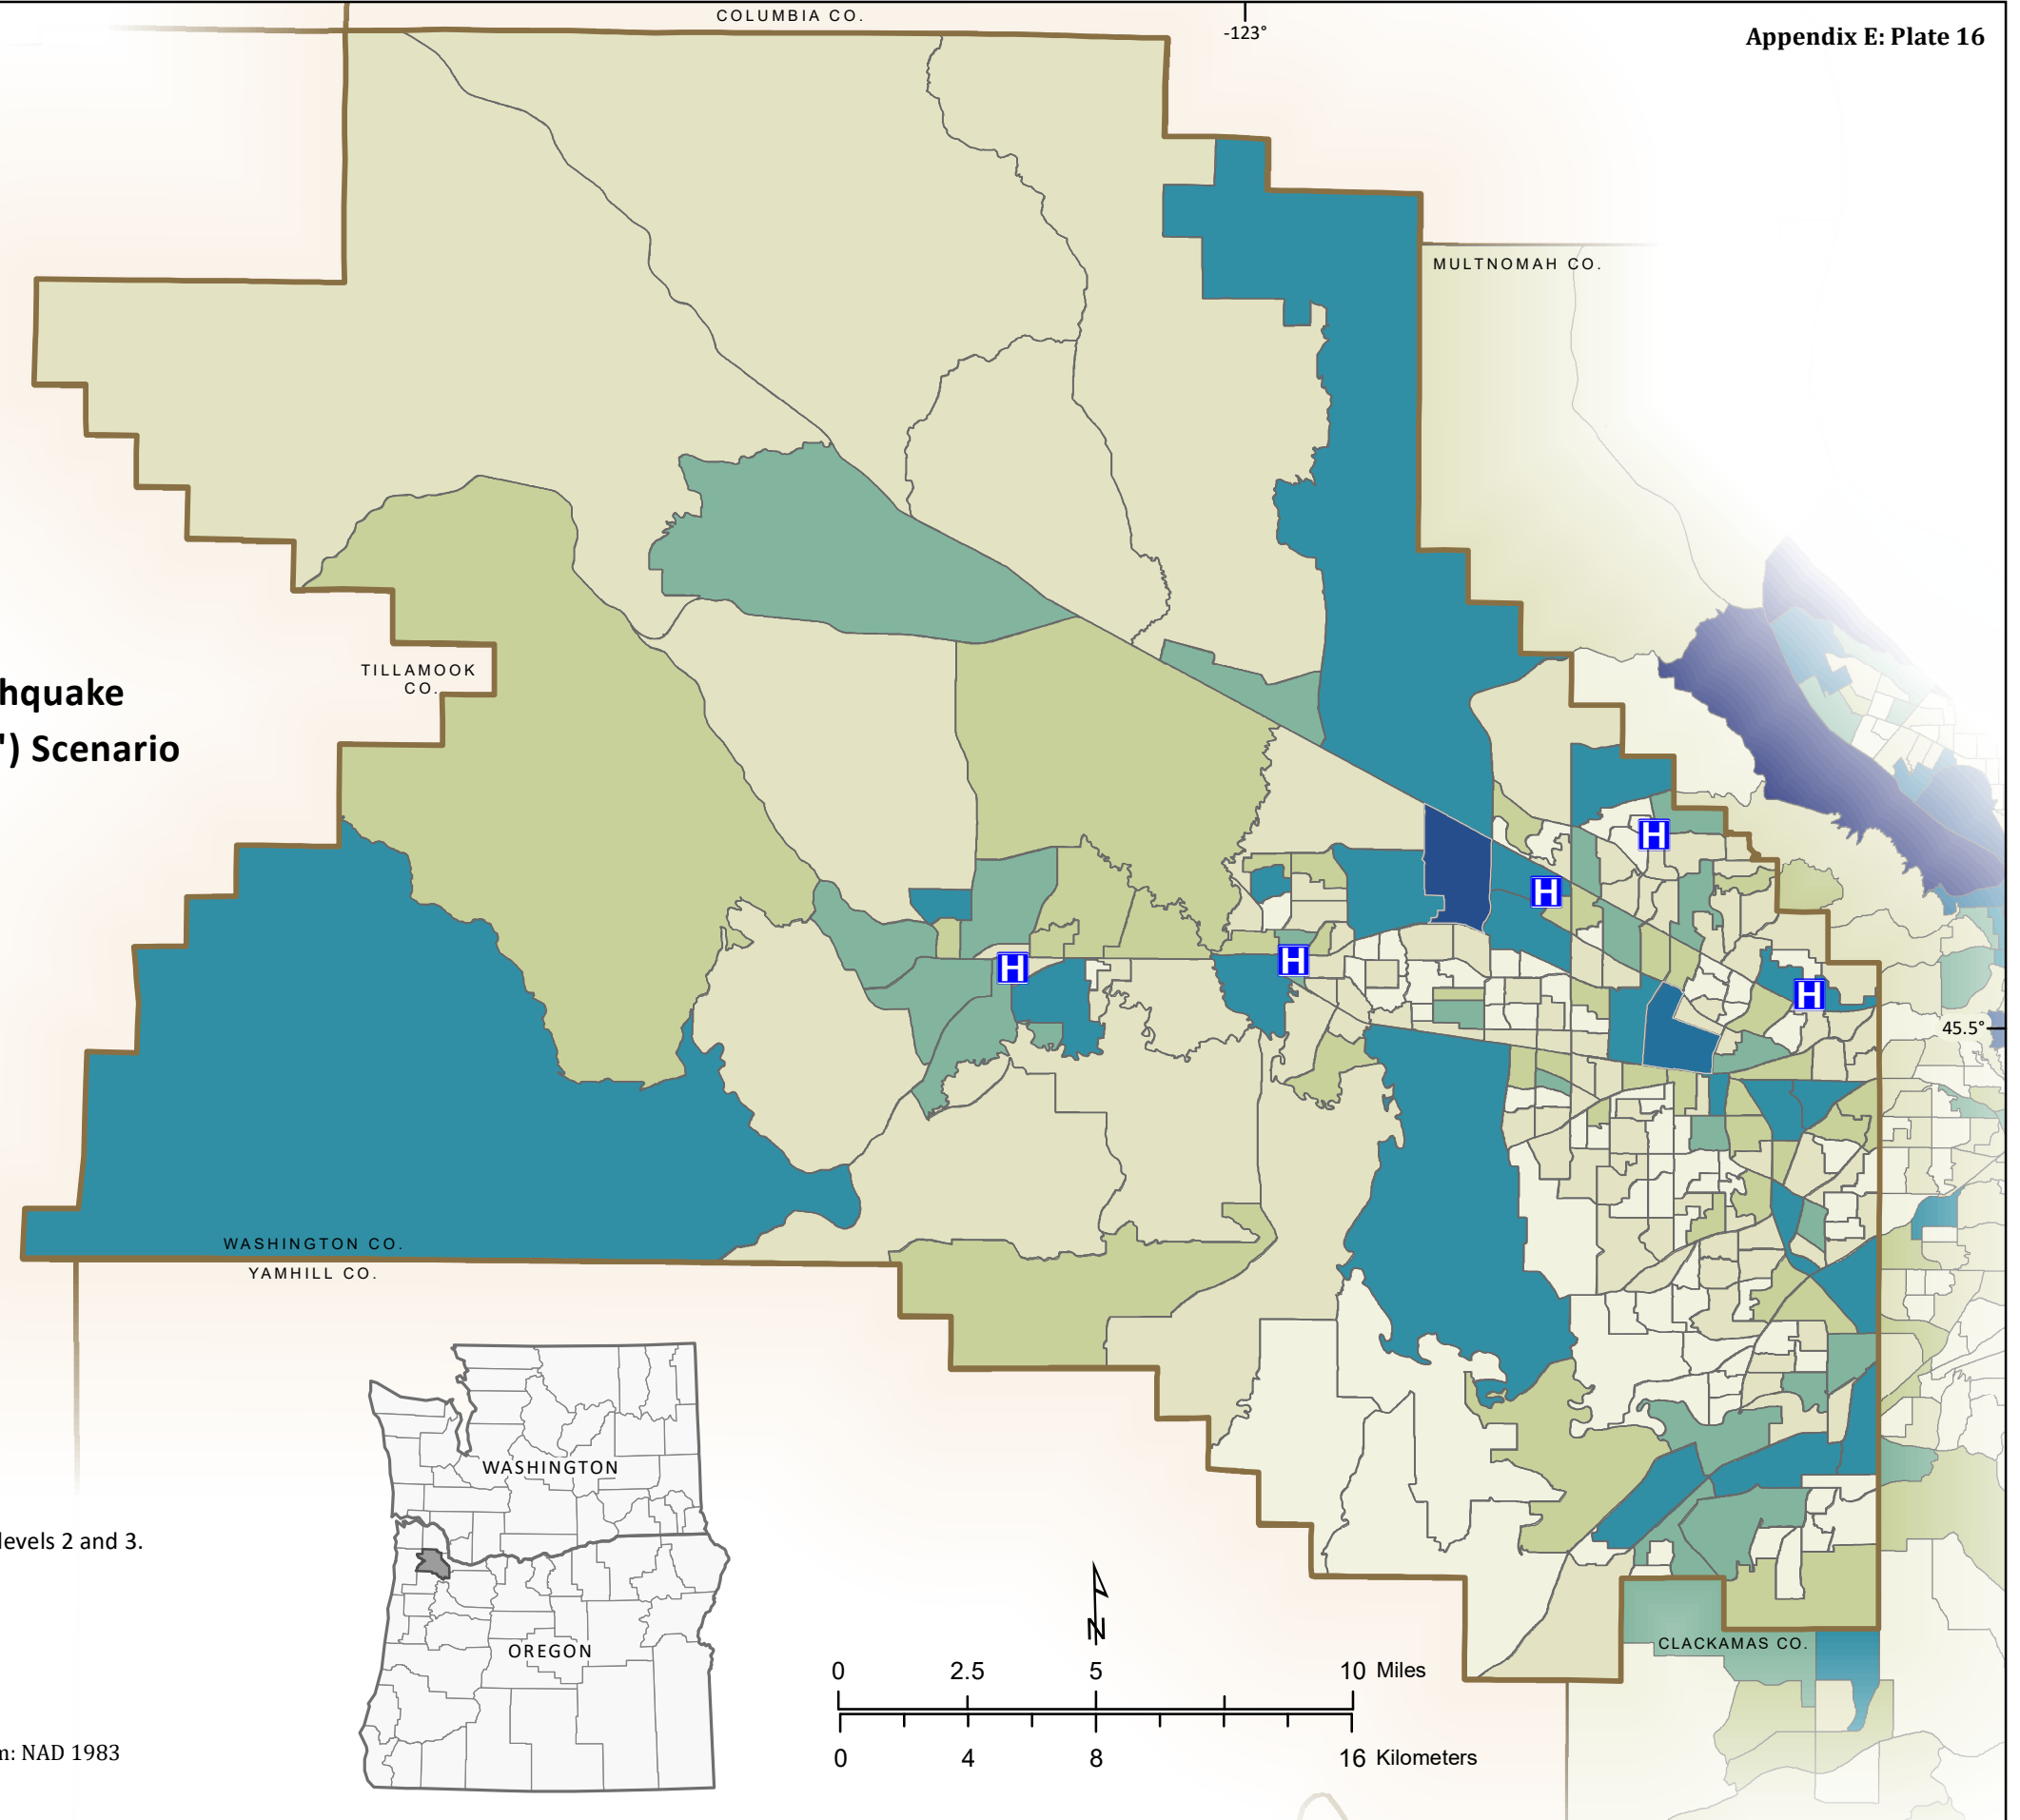 COLUMBIA CO.
-123°
Appendix E: Plate 16
MULTNOMAH CO.
TILLAMOOK
CO.
hquake
") Scenario
H
H
H
H
H
45.5°
WASHINGTON CO.
YAMHILL CO.
WASHINGTON
OREGON
levels 2 and 3.
N
CLACKAMAS CO.
0 2.5 5 10 Miles
0 4 8 16 Kilometers
: NAD 1983